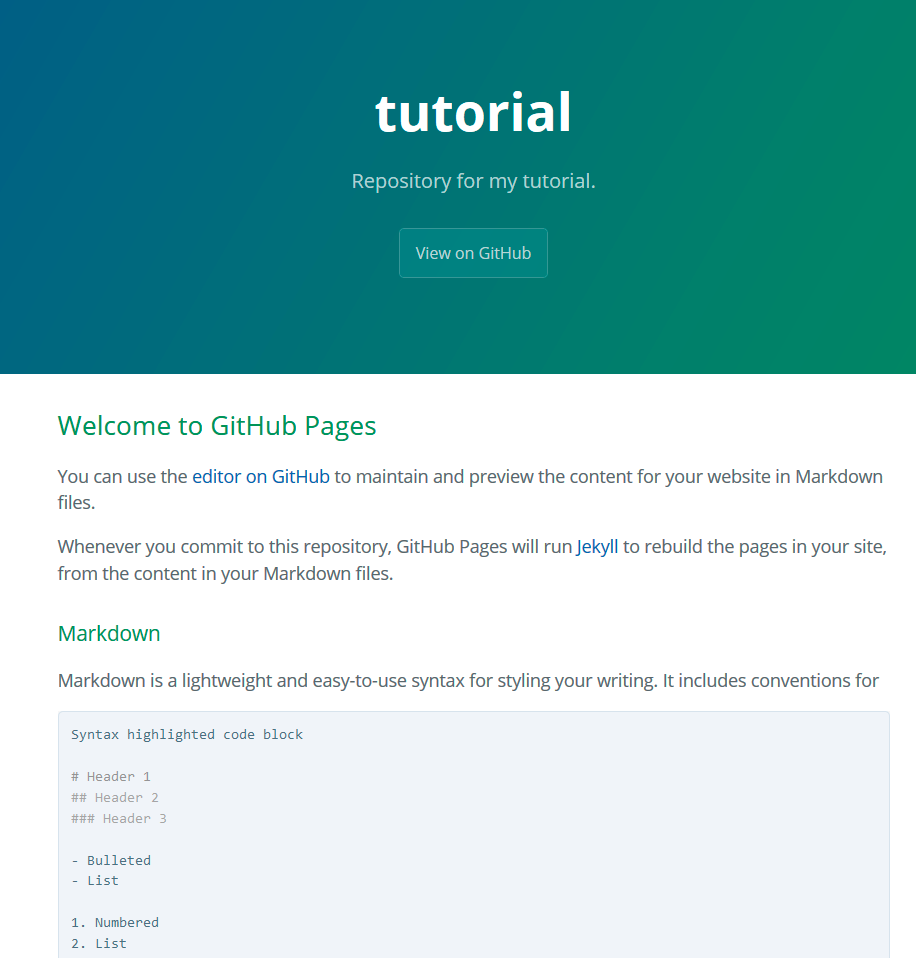 tutorial
Repository for my tutorial.
View on GitHub
Welcome to GitHub Pages
You can use the editor on GitHub to maintain and preview the content for your website in Markdown
files.
Whenever you commit to this repository, GitHub Pages will run Jekyll to rebuild the pages in your site,
from the content in your Markdown files.
Markdown
Markdown is a lightweight and easy-to-use syntax for styling your writing. It includes conventions for
Syntax highlighted code block
# Header 1
## Header 2
### Header 3
- Bulleted
- List
1. Numbered
2. List